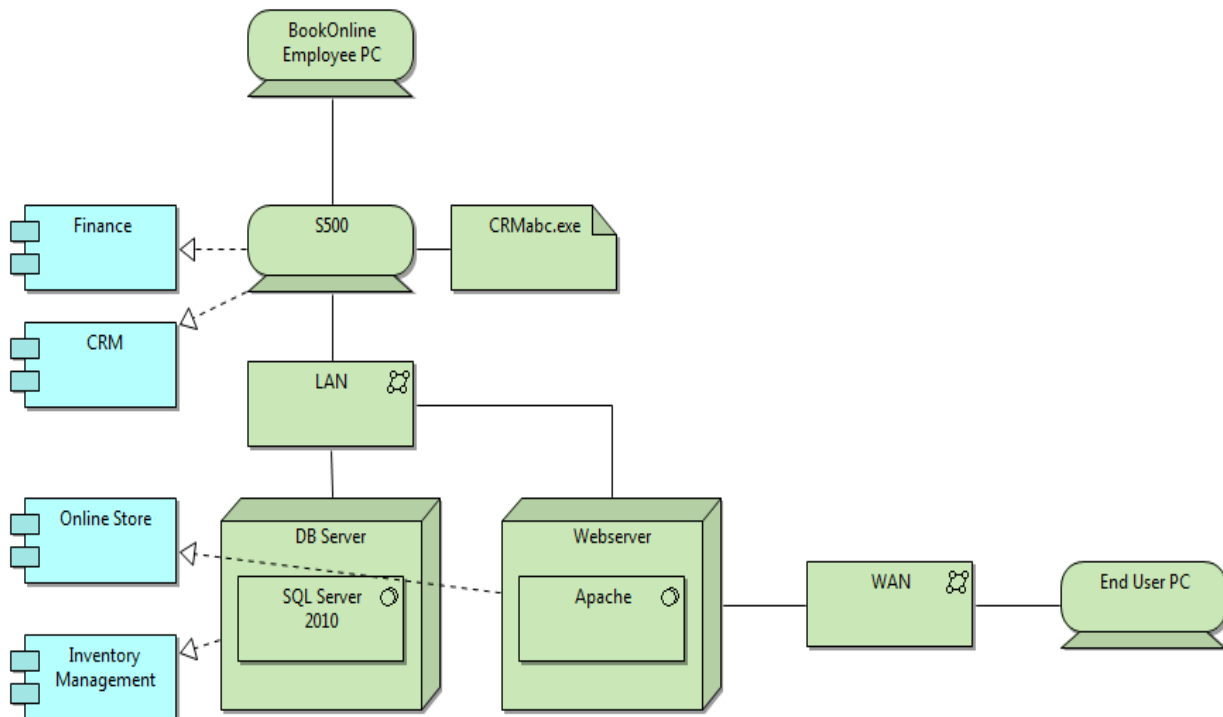 BookOnline
Employee PC
Finance
S500
CRMabc.exe
CRM
LAN
Online Store
DB Server
Webserver
SQL Server
2010
Apache
WAN
End User PC
Inventory
Management